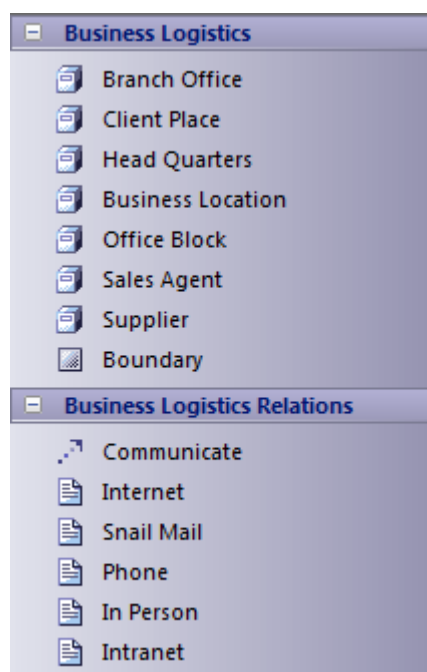 Business Logistics
Branch Office
Client Place
Head Quarters
Business Location
Office Block
Sales Agent
Supplier
Boundary
Business Logistics Relations
Communicate
Internet
Snail Mail
Phone
In Person
Intranet